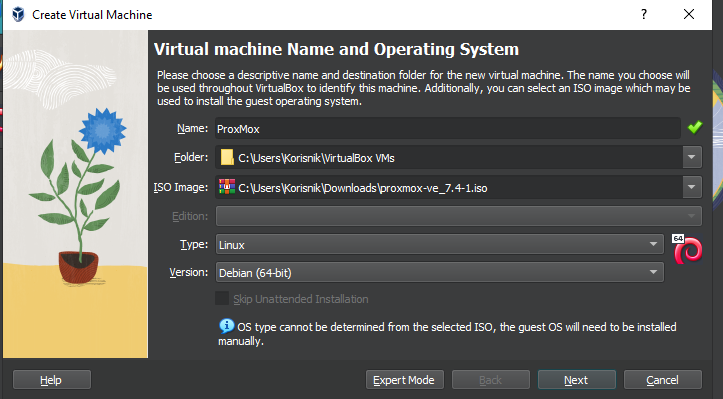 Create Virtual Machine
?
Virtual machine Name and Operating System
Please choose a descriptive name and destination folder for the new virtual machine. The name you choose will
be used throughout VirtualBox to identify this machine. Additionally, you can select an ISO image which may be
used to install the guest operating system.
Name: ProxMox
Folder: C:\Users\Korisnik\VirtualBox VMs
ISO Image: C:\Users\Korisnik\Downloads\proxmox-ve_7.4-1.iso
Edition:
Type: Linux
64
Version: Debian (64-bit)
Skip Unattended Installation
OS type cannot be determined from the selected ISO, the guest OS will need to be installed
manually.
Help Expert Mode Back Next Cancel